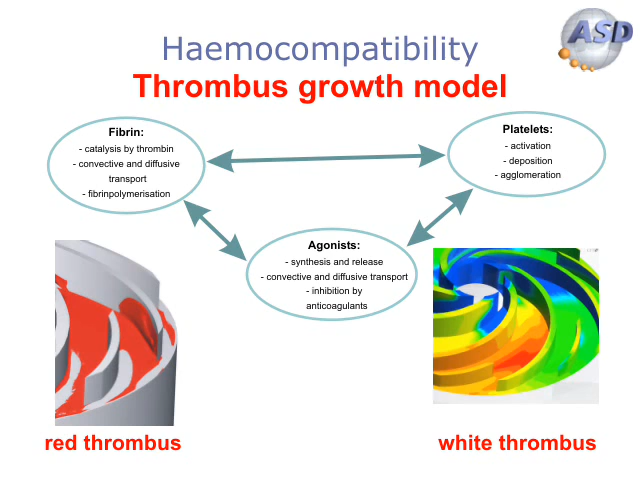 ASD
Haemocompatibility
Thrombus growth model
Fibrin:
- catalysis by thrombin
- convective and diffusive
transport
- fibrinpolymerisation
Platelets:
- activation
- deposition
- agglomeration
Agonists:
- synthesis and release
- convective and diffusive transport
- inhibition by
anticoagulants
red thrombus
white thrombus